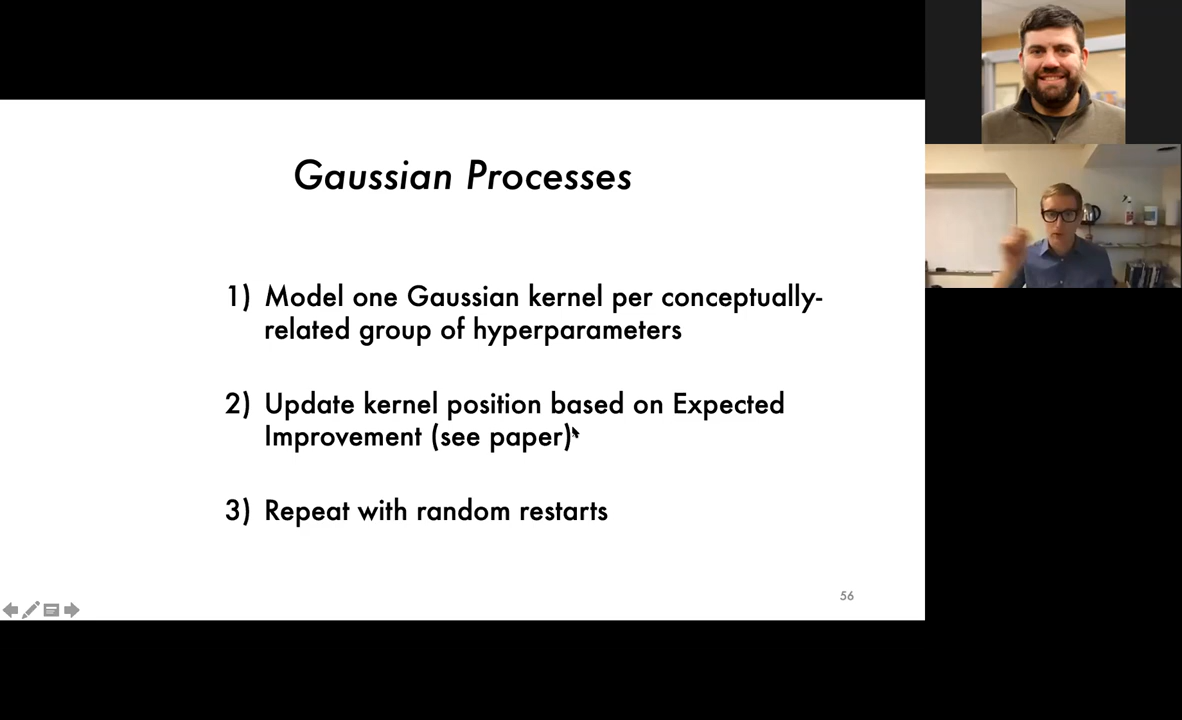 Gaussian Processes
1) Model one Gaussian kernel per conceptually-
related group of hyperparameters
2) Update kernel position based on Expected
Improvement (see paper)
3) Repeat with random restarts
56